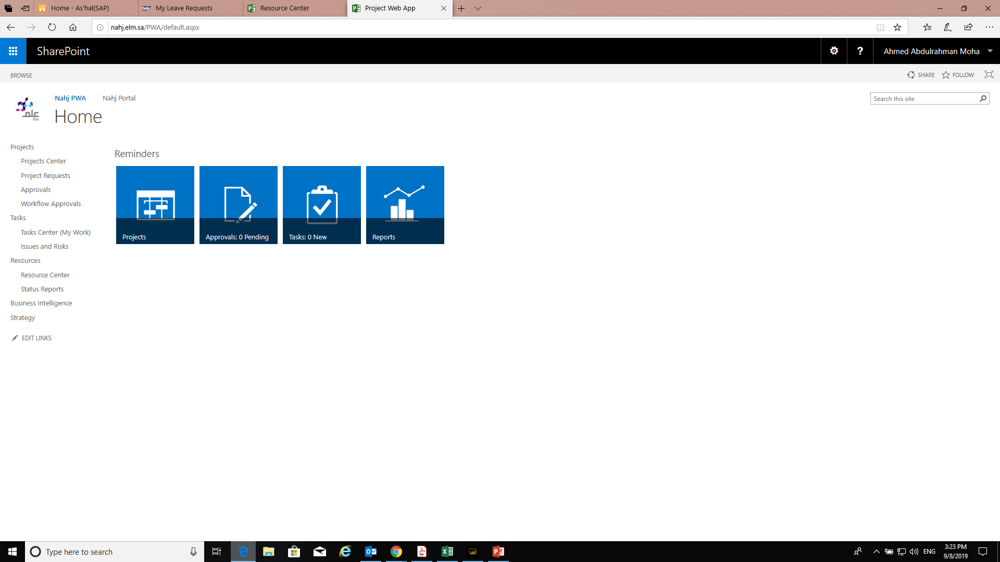 Home - As'hal(SAP)
My Leave Requests
Resource Center
Project Web App
nahj.elm.sa/PWA/default.aspx
SharePoint
?
Ahmed Abdulrahman Moha
BROWSE
SHARE
FOLLOW
علم
Elm
Nahj PWA
Nahj Portal
Search this site
Home
Projects
Projects Center
Project Requests
Approvals
Workflow Approvals
Tasks
Tasks Center (My Work)
Issues and Risks
Resources
Resource Center
Status Reports
Business Intelligence
Strategy
EDIT LINKS
Reminders
Projects
Approvals: 0 Pending
Tasks: 0 New
Reports
Type here to search
ENG
3:23 PM
9/8/2019